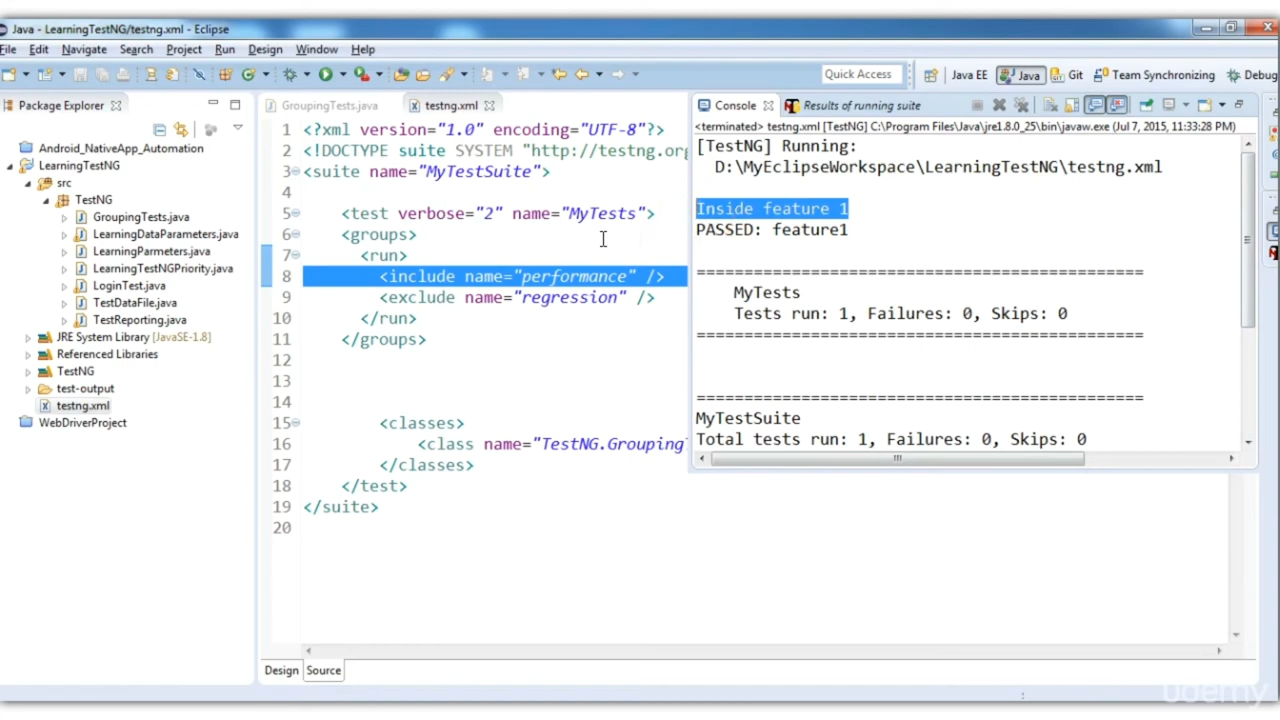 Java - LearningTestNG/testng.xml - Eclipse
File Edit Navigate Search Project Run Design Window Help
Quick Access Java EE Java Git Team Synchronizing Debug
Package Explorer
Android_NativeApp_Automation
LearningTestNG
src
TestNG
GroupingTests.java
LearningDataParameters.java
LearningParmeters.java
LearningTestNGPriority.java
LoginTest.java
TestDataFile.java
TestReporting.java
JRE System Library [JavaSE-1.8]
Referenced Libraries
TestNG
test-output
testng.xml
WebDriverProject
GroupingTests.java testng.xml
1 <?xml version="1.0" encoding="UTF-8"?>
2 <!DOCTYPE suite SYSTEM "http://testng.org
3 <suite name="MyTestSuite">
4
5 <test verbose="2" name="MyTests">
6 <groups>
7 <run>
8 <include name="performance" />
9 <exclude name="regression" />
10 </run>
11 </groups>
12
13
14
15 <classes>
16 <class name="TestNG.Grouping
17 </classes>
18 </test>
19 </suite>
20
Design Source
Console Results of running suite
<terminated> testng.xml [TestNG] C:\Program Files\Java\jre1.8.0_25\bin\javaw.exe (Jul 7, 2015, 11:33:28 PM)
[TestNG] Running:
D:\MyEclipseWorkspace\LearningTestNG\testng.xml
Inside feature 1
PASSED: feature1
===============================================
MyTests
Tests run: 1, Failures: 0, Skips: 0
===============================================
===============================================
MyTestSuite
Total tests run: 1, Failures: 0, Skips: 0
udemy